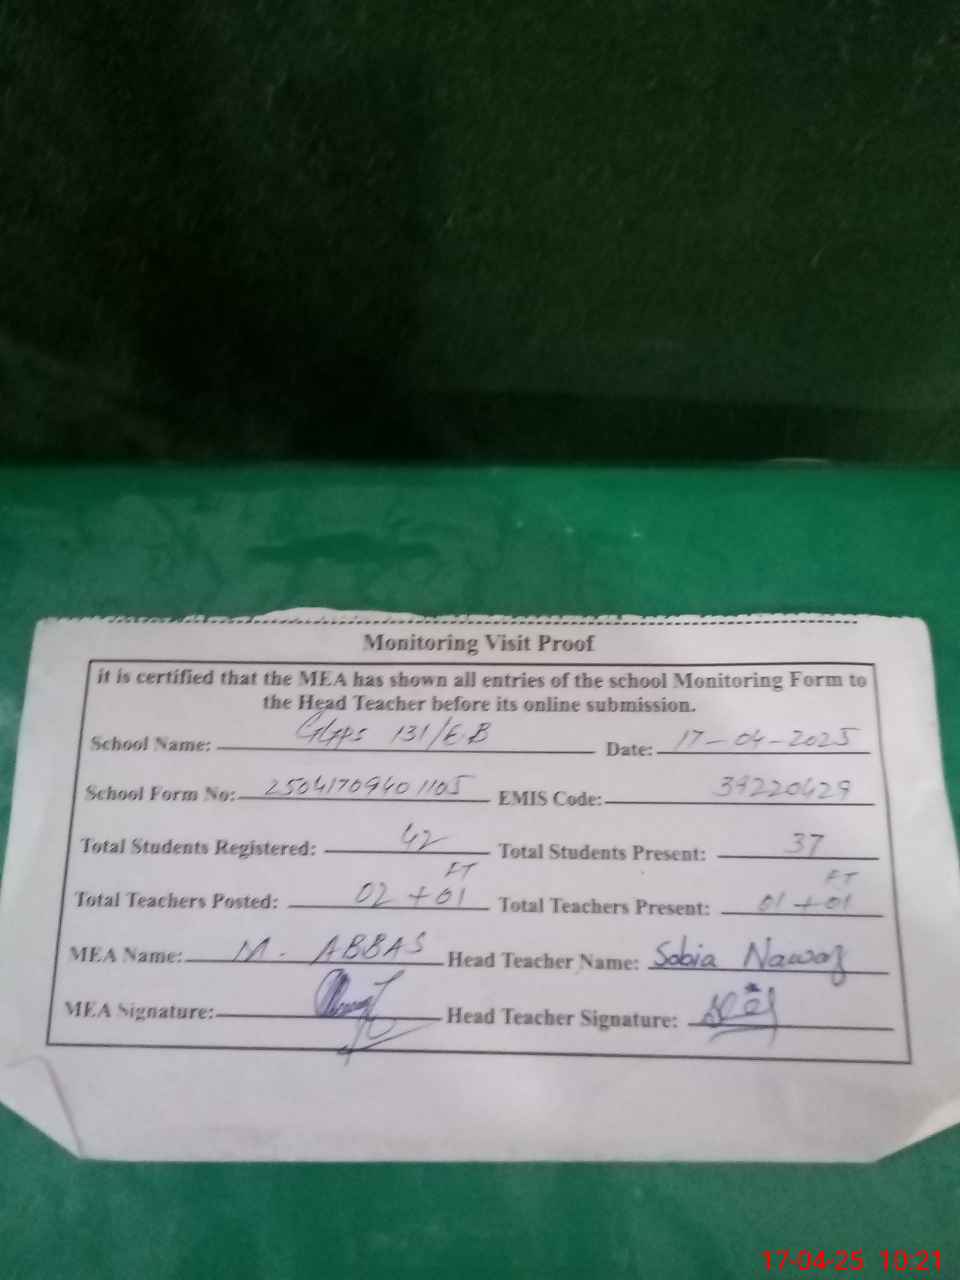 Monitoring Visit Proof
it is certified that the MEA has shown all entries of the school Monitoring Form to
the Head Teacher before its online submission.
School Name: GGPS 131/E.B Date: 17-04-2025
School Form No: 25041709401105 EMIS Code: 39220429
Total Students Registered: 42 Total Students Present: 37
FT FT
Total Teachers Posted: 02 +01 Total Teachers Present: 01 +01
MEA Name: M. ABBAS Head Teacher Name: Sobia Nawaz
MEA Signature: Head Teacher Signature:
17-04-25 10:21